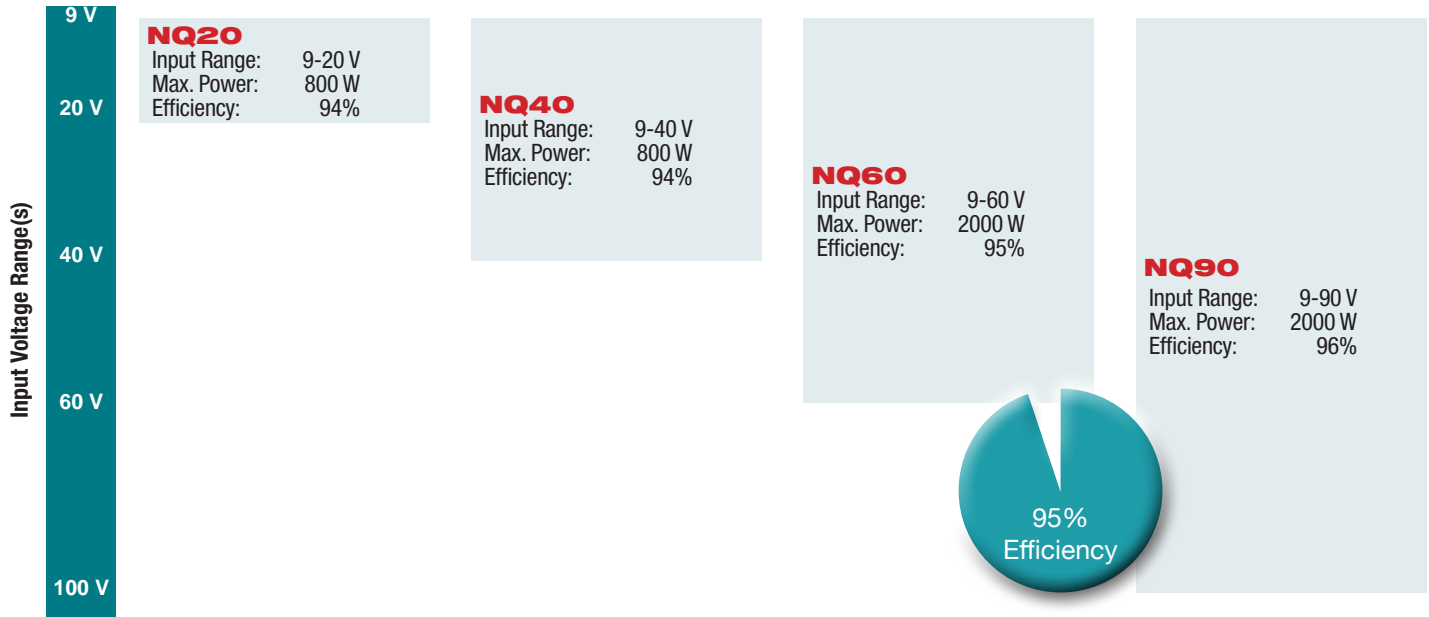 Input Voltage Range(s)
9 V
20 V
40 V
60 V
100 V
NQ20
Input Range: 9-20 V
Max. Power: 800 W
Efficiency: 94%
NQ40
Input Range: 9-40 V
Max. Power: 800 W
Efficiency: 94%
NQ60
Input Range: 9-60 V
Max. Power: 2000 W
Efficiency: 95%
NQ90
Input Range: 9-90 V
Max. Power: 2000 W
Efficiency: 96%
95%
Efficiency